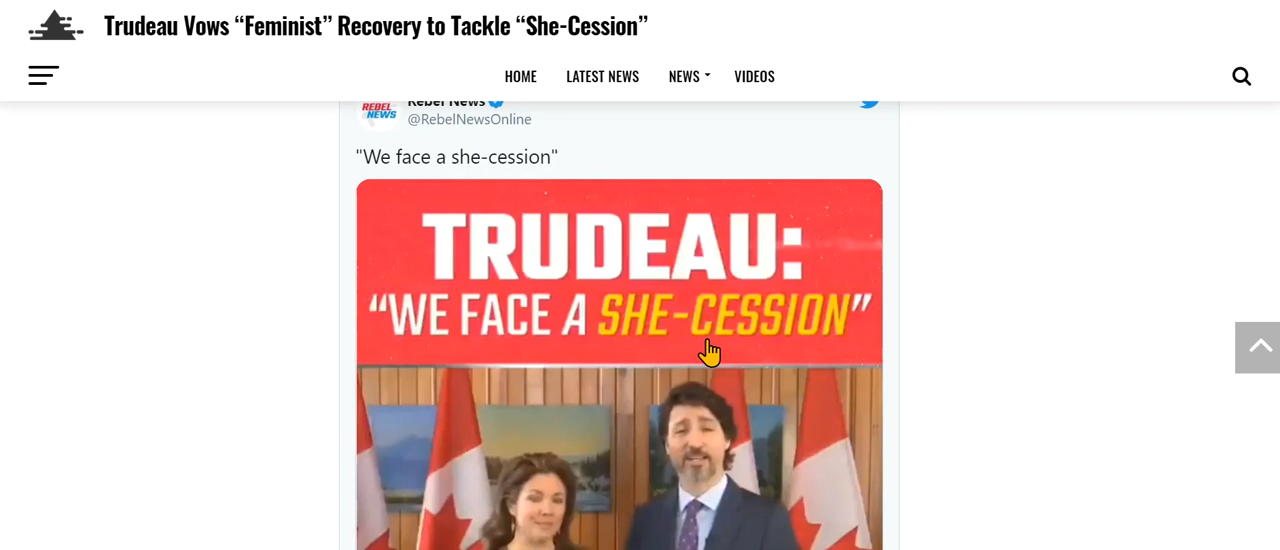 Trudeau Vows “Feminist” Recovery to Tackle “She-Cession”
HOME LATEST NEWS NEWS VIDEOS
REBEL NEWS
Rebel News
@RebelNewsOnline
"We face a she-cession"
TRUDEAU:
“WE FACE A SHE-CESSION”